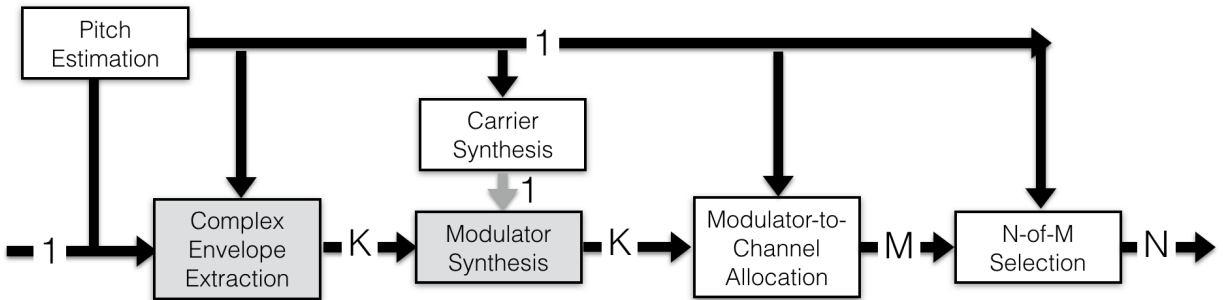 Pitch
Estimation
1
Carrier
Synthesis
1
1
Complex
Envelope
Extraction
K
Modulator
Synthesis
K
Modulator-to-
Channel
Allocation
M
N-of-M
Selection
N